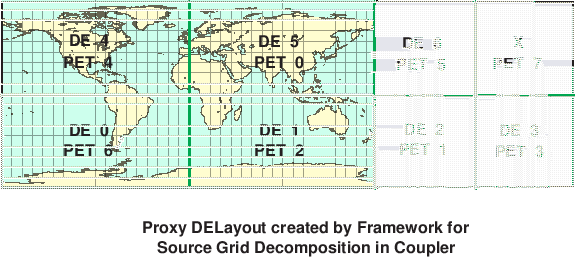 DE 4 DE 5 DE 6 X
PET 4 PET 0 PET 5 PET 7
DE 0 DE 1 DE 2 DE 3
PET 6 PET 2 PET 1 PET 3
Proxy DELayout created by Framework for
Source Grid Decomposition in Coupler